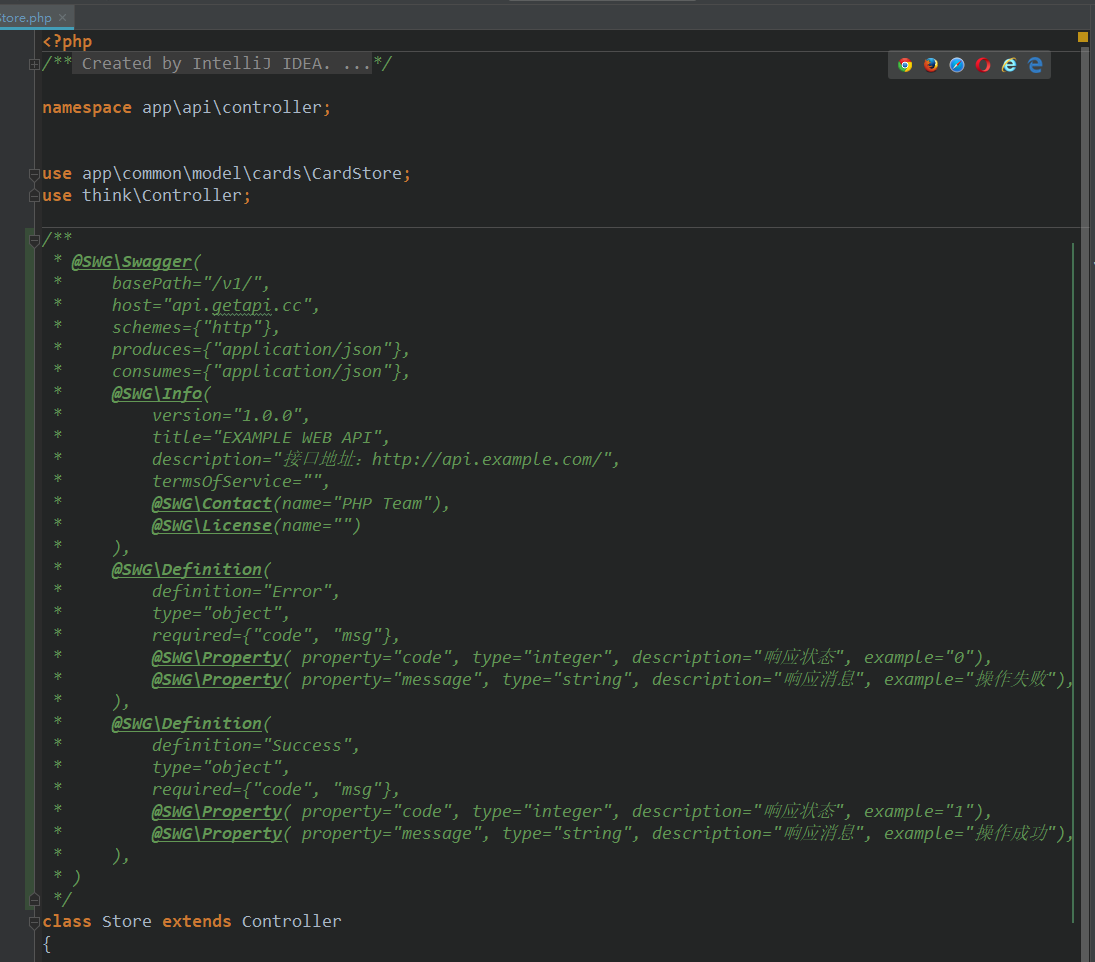 Store.php
<?php
/** Created by IntelliJ IDEA. ...*/
namespace app\api\controller;
use app\common\model\cards\CardStore;
use think\Controller;
/**
 * @SWG\Swagger(
 *     basePath="/v1/",
 *     host="api.getapi.cc",
 *     schemes={"http"},
 *     produces={"application/json"},
 *     consumes={"application/json"},
 *     @SWG\Info(
 *         version="1.0.0",
 *         title="EXAMPLE WEB API",
 *         description="接口地址：http://api.example.com/",
 *         termsOfService="",
 *         @SWG\Contact(name="PHP Team"),
 *         @SWG\License(name="")
 *     ),
 *     @SWG\Definition(
 *         definition="Error",
 *         type="object",
 *         required={"code", "msg"},
 *         @SWG\Property( property="code", type="integer", description="响应状态", example="0"),
 *         @SWG\Property( property="message", type="string", description="响应消息", example="操作失败"),
 *     ),
 *     @SWG\Definition(
 *         definition="Success",
 *         type="object",
 *         required={"code", "msg"},
 *         @SWG\Property( property="code", type="integer", description="响应状态", example="1"),
 *         @SWG\Property( property="message", type="string", description="响应消息", example="操作成功"),
 *     ),
 * )
 */
class Store extends Controller
{